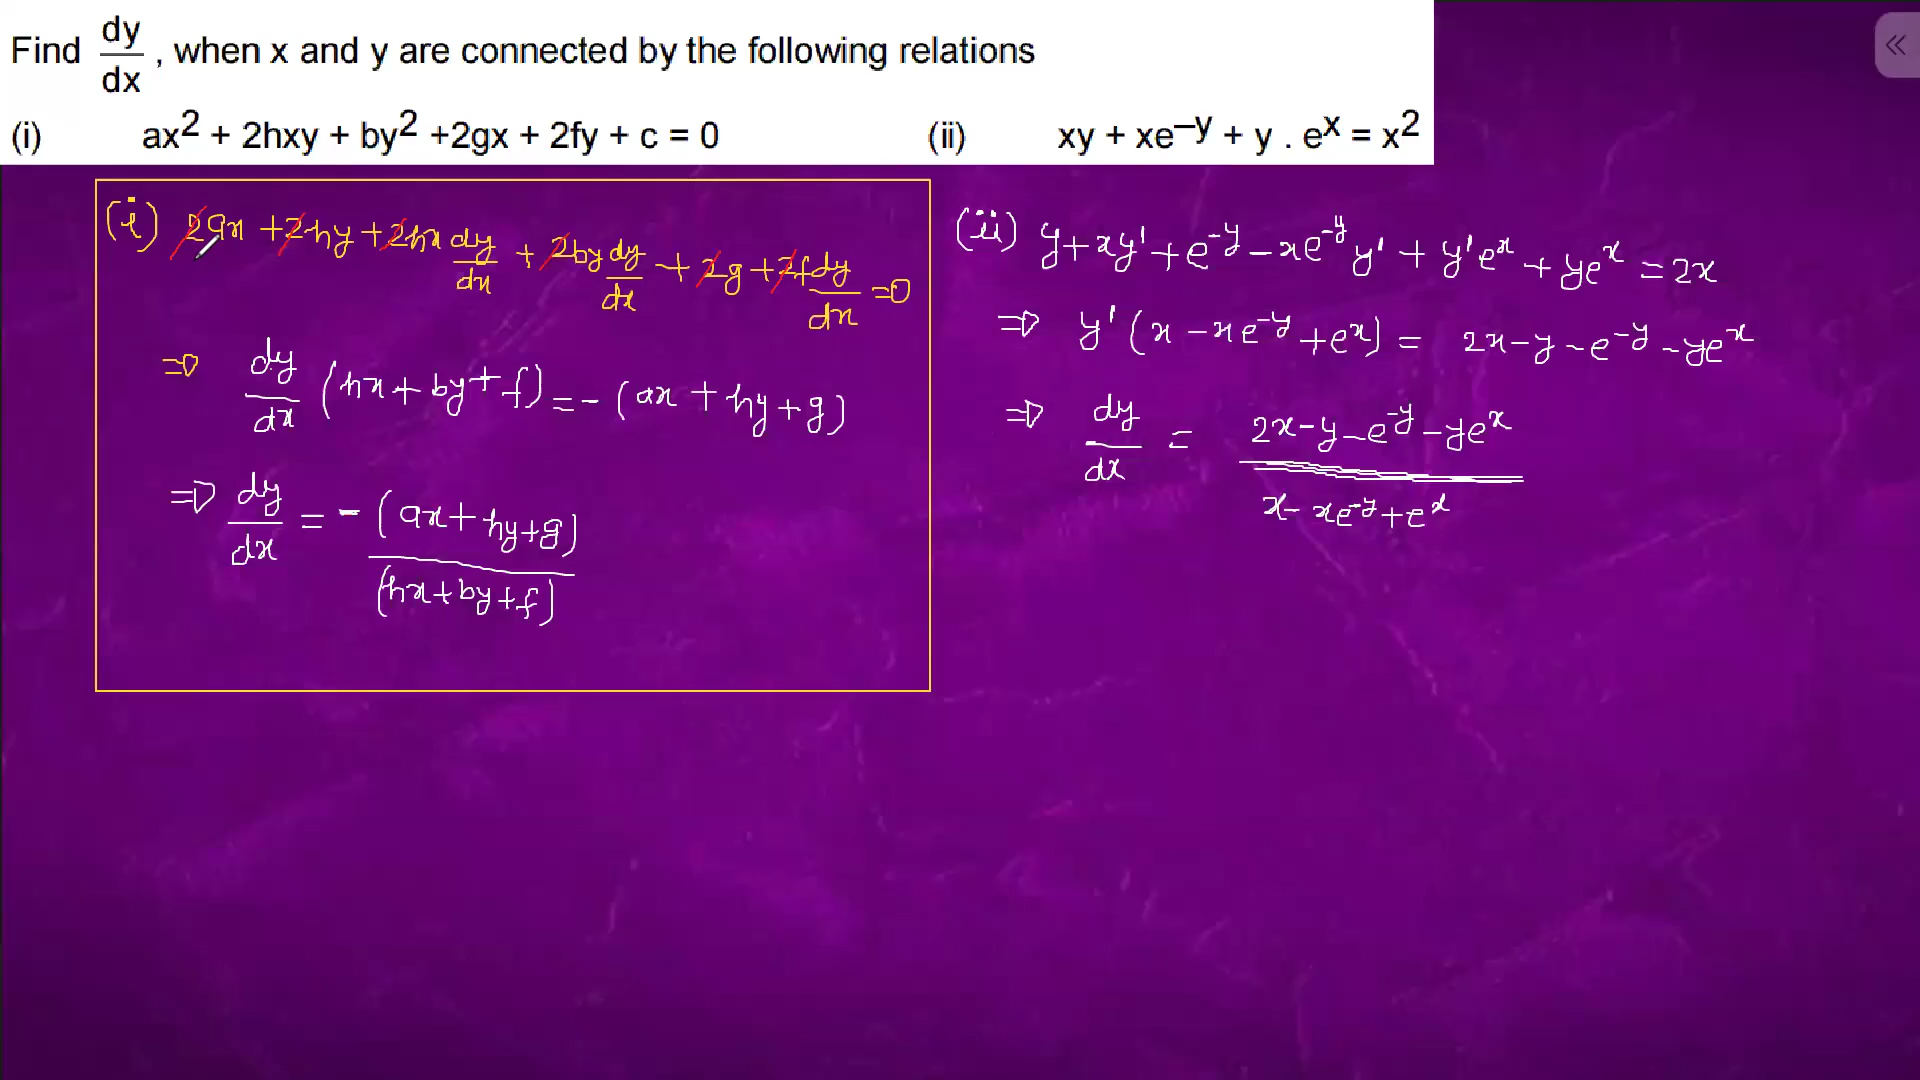 Find dy/dx , when x and y are connected by the following relations
(i) ax² + 2hxy + by² +2gx + 2fy + c = 0 (ii) xy + xe⁻ʸ + y . eˣ = x²
(i) 2ax + 2hy + 2hx dy/dx + 2by dy/dx + 2g + 2f dy/dx = 0
⇒ dy/dx (hx + by + f) = - (ax + hy + g)
⇒ dy/dx = - (ax + hy + g) / (hx + by + f)
(ii) y + xy' + e⁻ʸ - xe⁻ʸ y' + y'eˣ + yeˣ = 2x
⇒ y' (x - xe⁻ʸ + eˣ) = 2x - y - e⁻ʸ - yeˣ
⇒ dy/dx = 2x - y - e⁻ʸ - yeˣ / x - xe⁻ʸ + eˣ